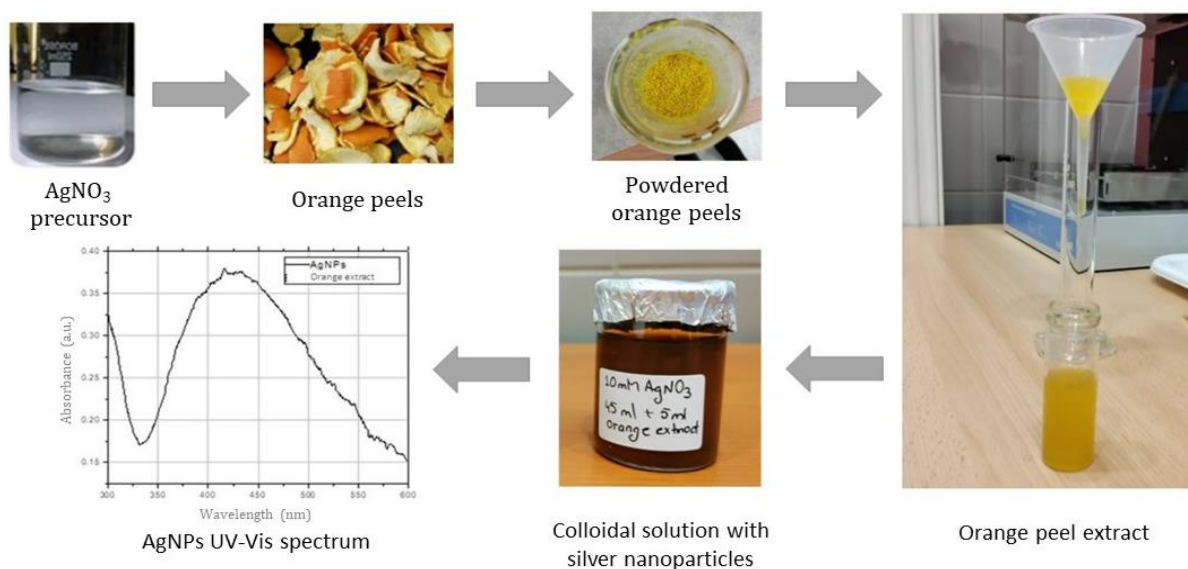 AgNO₃
precursor
Orange peels
Powdered
orange peels
0.40
0.35
0.30
0.25
0.20
0.15
AgNPs
Orange extract
Absorbance (a.u.)
300
350
400
450
500
550
600
Wavelength (nm)
AgNPs UV-Vis spectrum
10mM AgNO3
45 ml + 5ml
orange extract
Colloidal solution with
silver nanoparticles
Orange peel extract